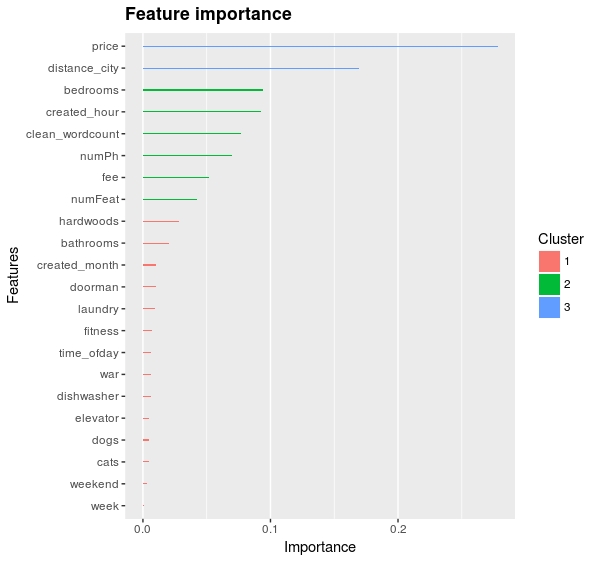 Feature importance
price
distance_city
bedrooms
created_hour
clean_wordcount
numPh
fee
numFeat
hardwoods
bathrooms
created_month
doorman
laundry
fitness
time_ofday
war
dishwasher
elevator
dogs
cats
weekend
week
Features
0.0 0.1 0.2
Importance
Cluster
1
2
3